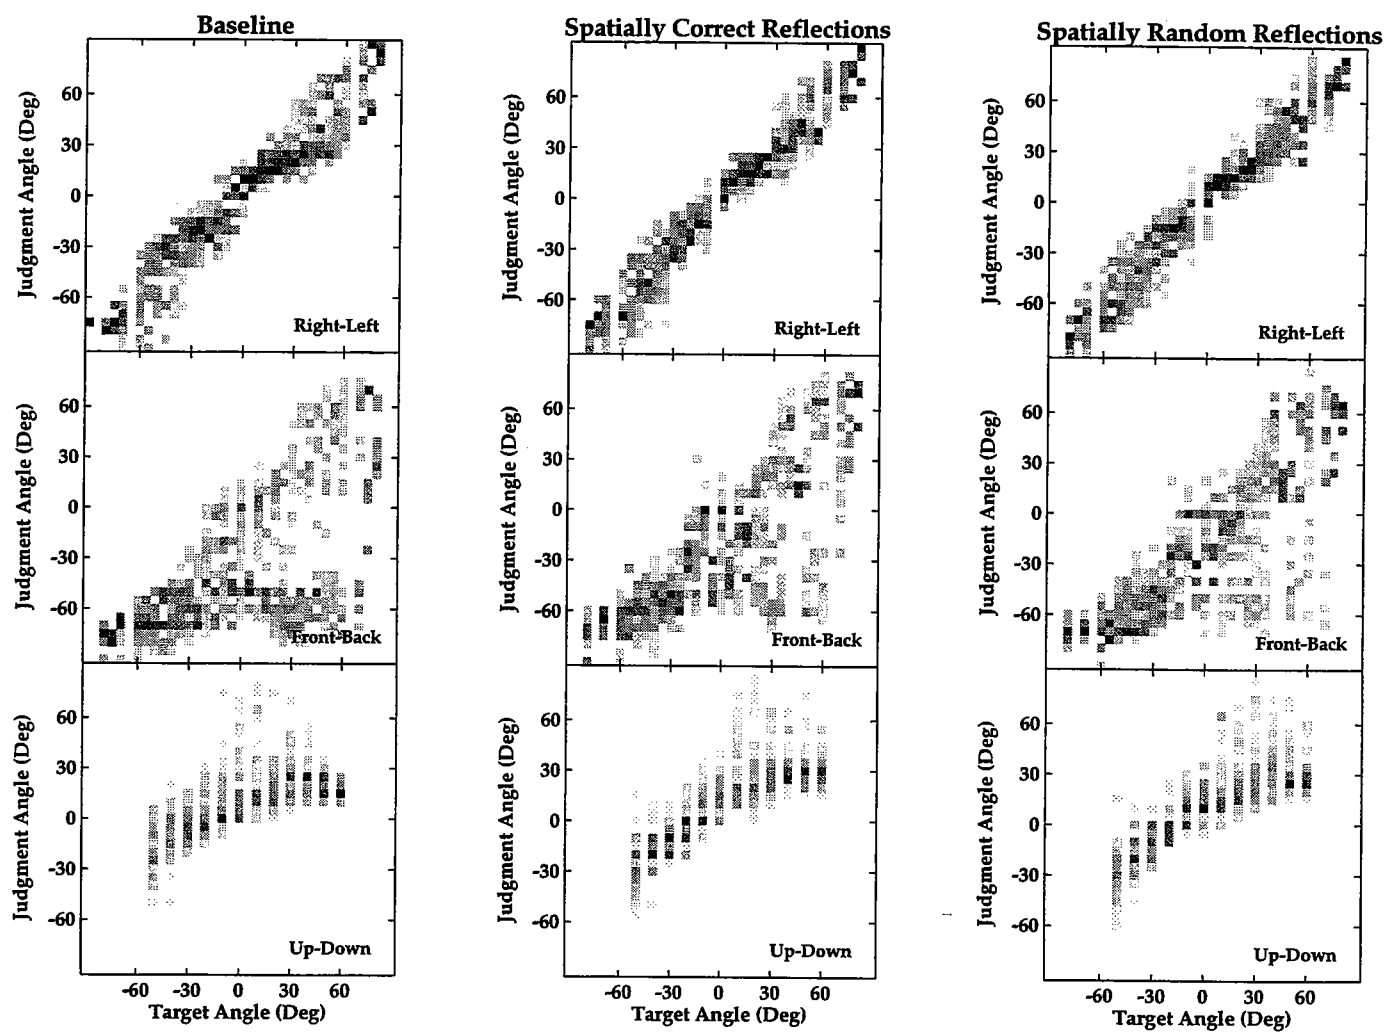 Baseline
Spatially Correct Reflections
Spatially Random Reflections
Judgment Angle (Deg)
60
30
0
-30
-60
Right-Left
Judgment Angle (Deg)
60
30
0
-30
-60
Right-Left
Judgment Angle (Deg)
60
30
0
-30
-60
Right-Left
Judgment Angle (Deg)
60
30
0
-30
-60
Front-Back
Judgment Angle (Deg)
60
30
0
-30
-60
Front-Back
Judgment Angle (Deg)
60
30
0
-30
-60
Front-Back
Judgment Angle (Deg)
60
30
0
-30
-60
Up-Down
Judgment Angle (Deg)
60
30
0
-30
-60
Up-Down
Judgment Angle (Deg)
60
30
0
-30
-60
Up-Down
-60 -30 0 30 60
Target Angle (Deg)
-60 -30 0 30 60
Target Angle (Deg)
-60 -30 0 30 60
Target Angle (Deg)